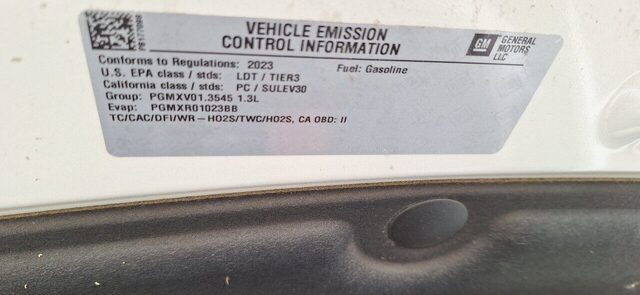 VEHICLE EMISSION
CONTROL INFORMATION
GM GENERAL
MOTORS
LLC
Conforms to Regulations: 2023
Fuel: Gasoline
U.S. EPA class / stds: LDT / TIER3
California class / stds: PC / SULEV30
Group: PGMXV01.3545 1.3L
Evap: PGMXR01023BB
TC/CAC/DFI/WR-HO2S/TWC/HO2S, CA OBD: II